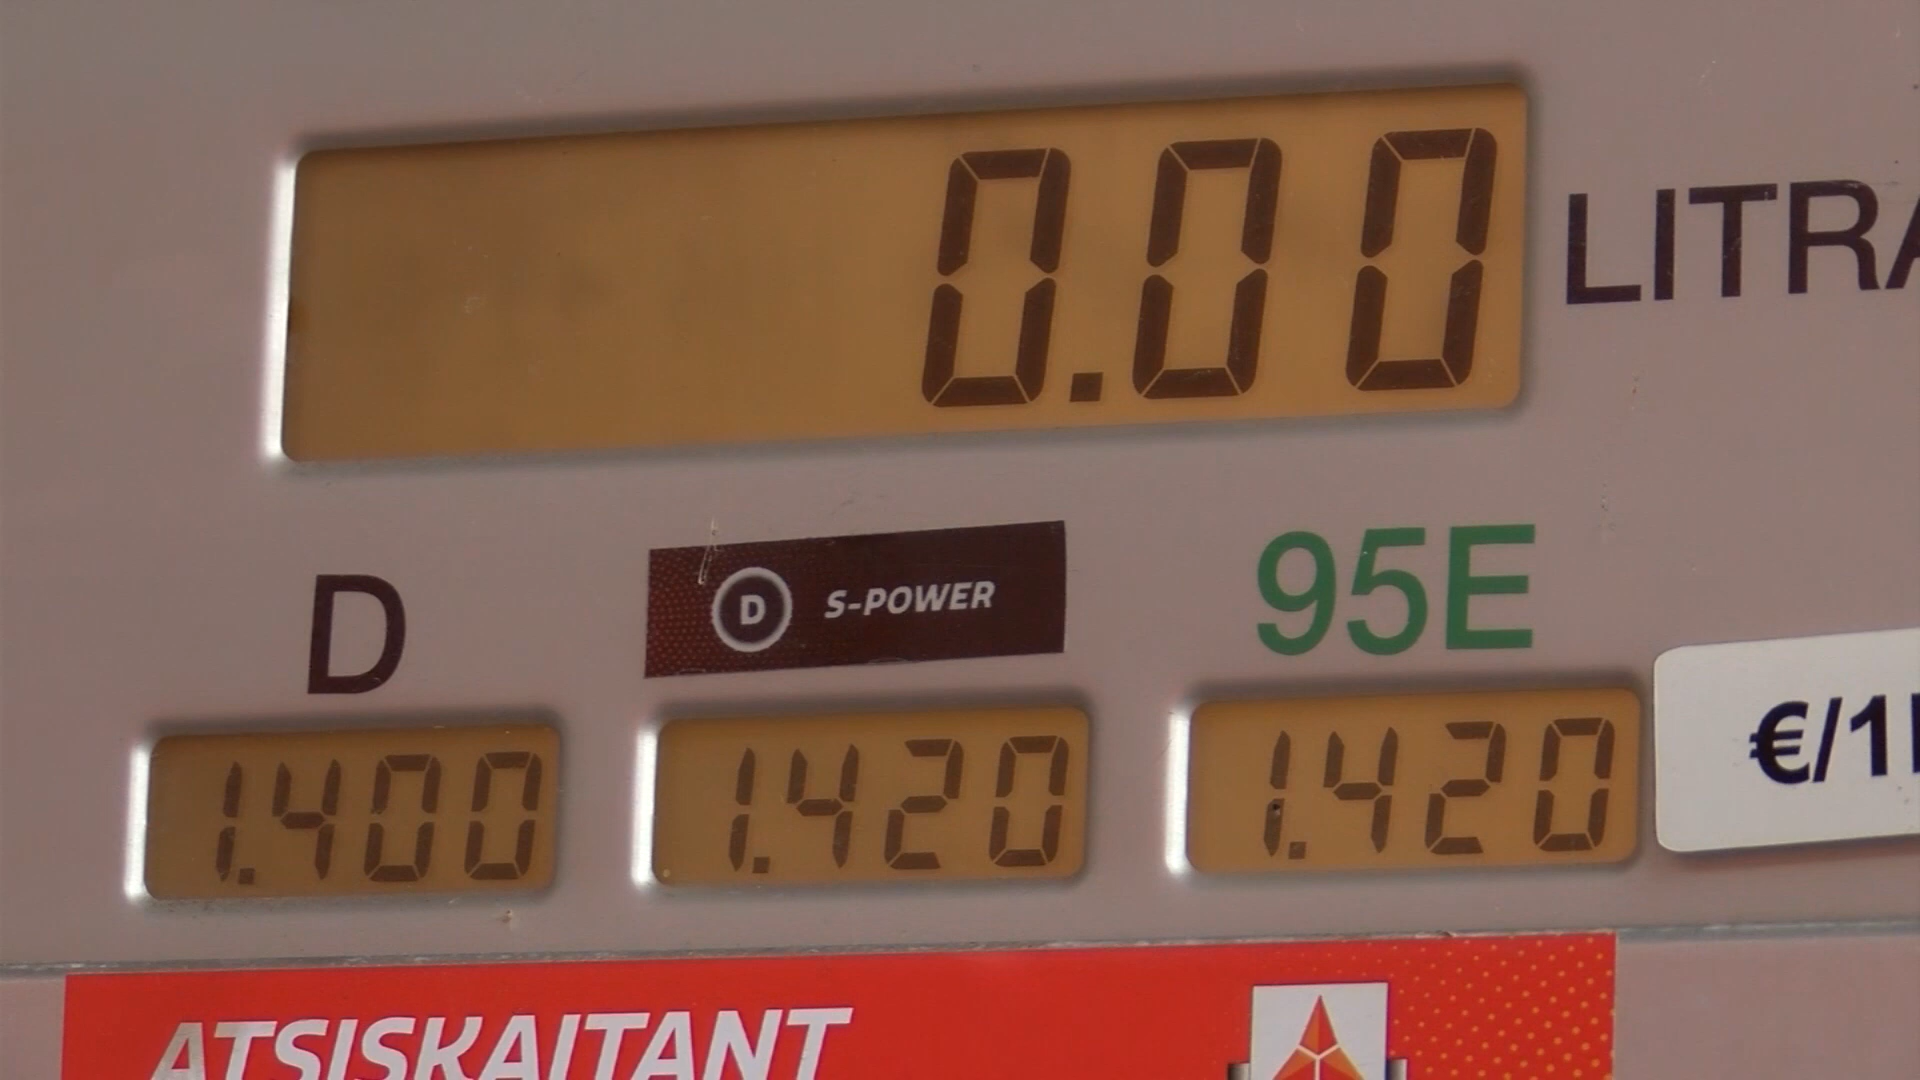 0.00 LITRA
D
D S-POWER
95E
1.400
1.420
1.420
€/1
ATSISKAITANT